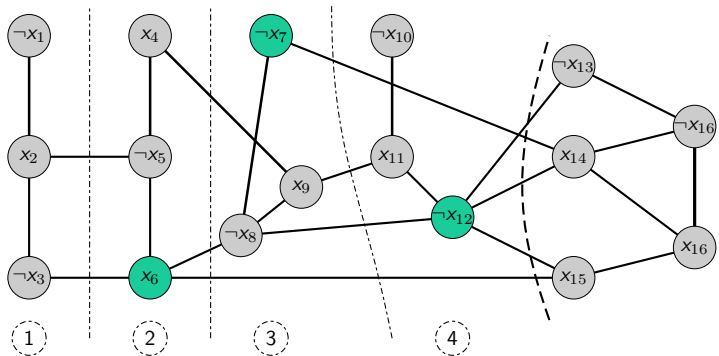 ¬x₁
x₄
¬x₇
¬x₁₀
¬x₁₃
¬x₁₆
x₂
¬x₅
x₉
x₁₁
x₁₄
¬x₈
¬x₁₂
x₁₆
¬x₃
x₆
x₁₅
1
2
3
4